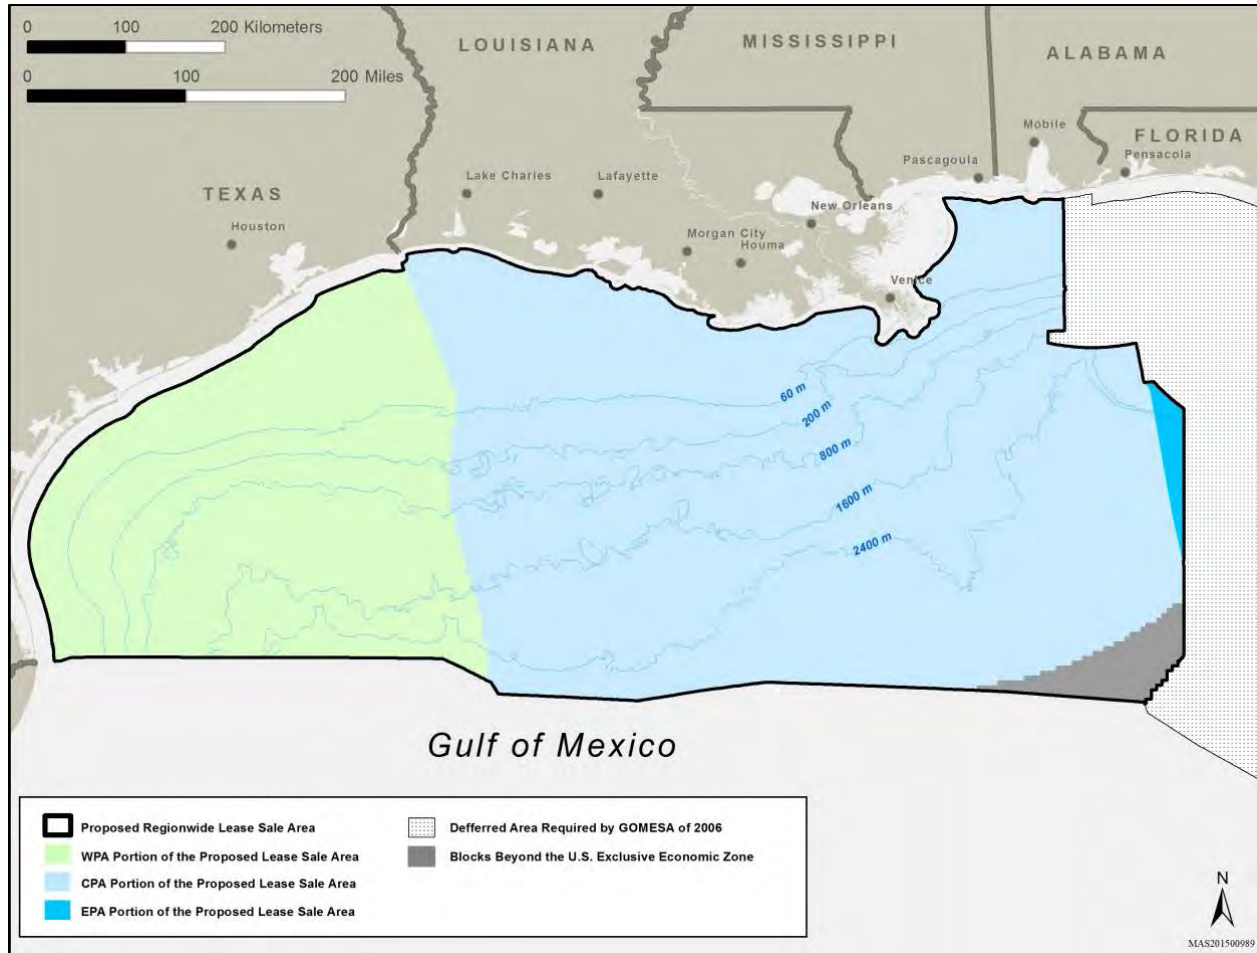 0 100 200 Kilometers
0 100 200 Miles
LOUISIANA
MISSISSIPPI
ALABAMA
FLORIDA
TEXAS
Mobile
Pensacola
Pascagoula
Lake Charles
Lafayette
New Orleans
Houston
Morgan City
Houma
Venice
60 m
200 m
800 m
1600 m
2400 m
Gulf of Mexico
Proposed Regionwide Lease Sale Area
WPA Portion of the Proposed Lease Sale Area
CPA Portion of the Proposed Lease Sale Area
EPA Portion of the Proposed Lease Sale Area
Defferred Area Required by GOMESA of 2006
Blocks Beyond the U.S. Exclusive Economic Zone
N
MAS201500989